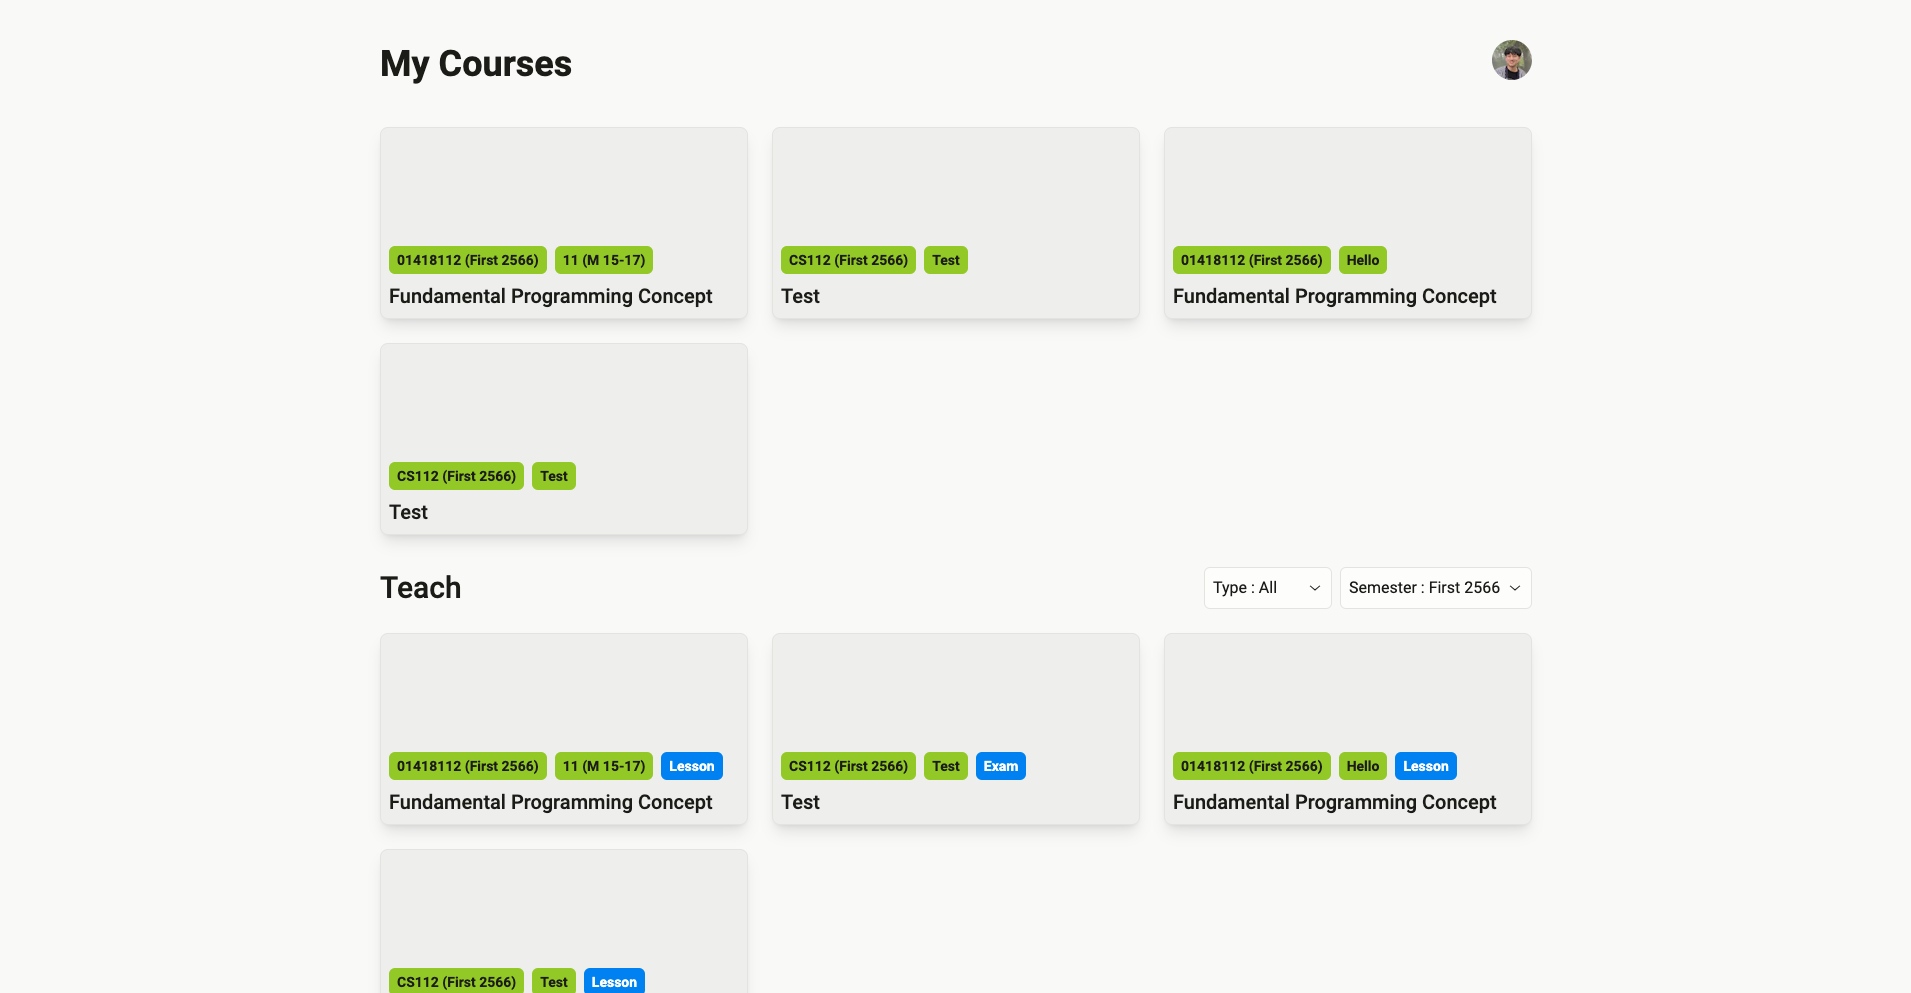 My Courses
01418112 (First 2566) 11 (M 15-17)
Fundamental Programming Concept
CS112 (First 2566) Test
Test
01418112 (First 2566) Hello
Fundamental Programming Concept
CS112 (First 2566) Test
Test
Teach
Type : All
Semester : First 2566
01418112 (First 2566) 11 (M 15-17) Lesson
Fundamental Programming Concept
CS112 (First 2566) Test Exam
Test
01418112 (First 2566) Hello Lesson
Fundamental Programming Concept
CS112 (First 2566) Test Lesson